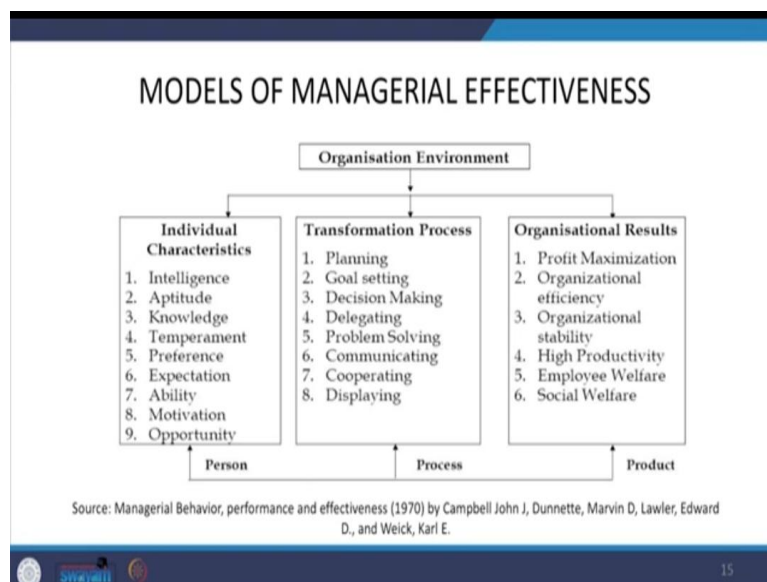 MODELS OF MANAGERIAL EFFECTIVENESS
Organisation Environment
Individual
Characteristics
1. Intelligence
2. Aptitude
3. Knowledge
4. Temperament
5. Preference
6. Expectation
7. Ability
8. Motivation
9. Opportunity
Transformation Process
1. Planning
2. Goal setting
3. Decision Making
4. Delegating
5. Problem Solving
6. Communicating
7. Cooperating
8. Displaying
Organisational Results
1. Profit Maximization
2. Organizational
efficiency
3. Organizational
stability
4. High Productivity
5. Employee Welfare
6. Social Welfare
Person
Process
Product
Source: Managerial Behavior, performance and effectiveness (1970) by Campbell John J, Dunnette, Marvin D, Lawler, Edward
D., and Weick, Karl E.
swayam
15